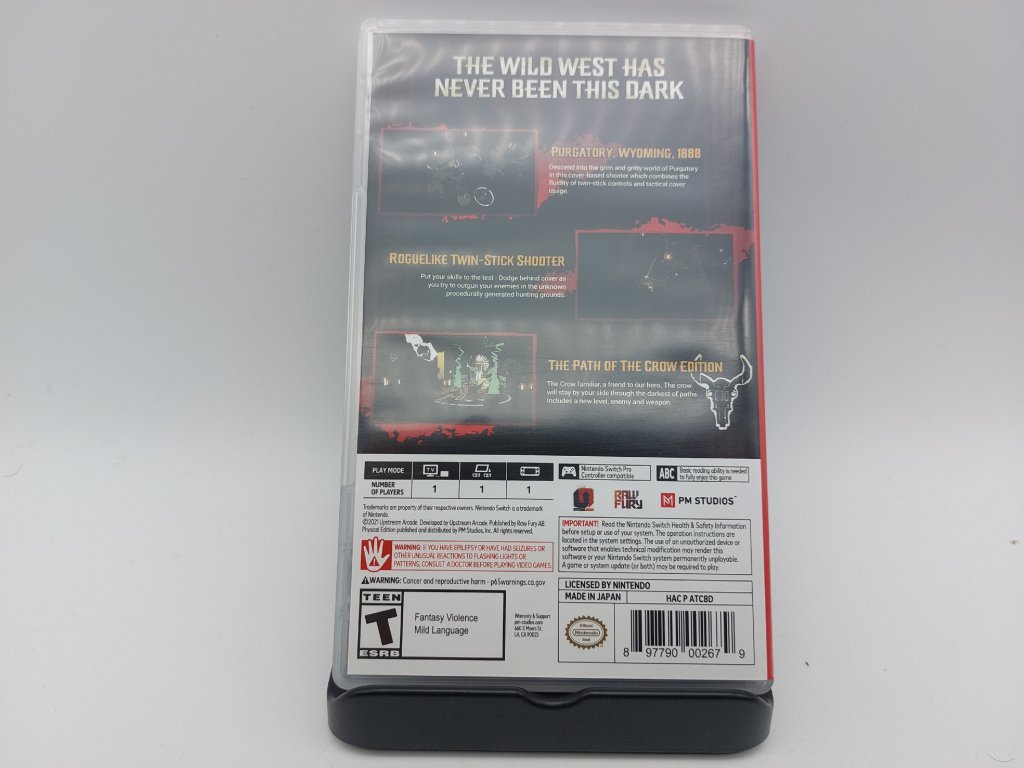 THE WILD WEST HAS
NEVER BEEN THIS DARK
PURGATORY, WYOMING, 1888
Descend into the grim and gritty world of Purgatory
in this cover-based shooter which combines the
fluidity of twin-stick controls and tactical cover
usage.
ROGUELIKE TWIN-STICK SHOOTER
Put your skills to the test - Dodge behind cover as
you try to outgun your enemies in the unknown
procedurally generated hunting grounds.
THE PATH OF THE CROW EDITION
The Crow familiar, a friend to our hero. The crow
will stay by your side through the darkest of paths.
Includes a new level, enemy and weapon.
PLAY MODE
TV
NUMBER
OF PLAYERS
1
1
1
Nintendo Switch Pro
Controller compatible
ABC
Basic reading ability is needed
to fully enjoy this game
RAW
FURY
PM STUDIOS
Trademarks are property of their respective owners. Nintendo Switch is a trademark
of Nintendo.
©2021 Upstream Arcade. Developed by Upstream Arcade. Published by Raw Fury AB.
Physical Edition published and distributed by PM Studios, Inc. All rights reserved.
WARNING: IF YOU HAVE EPILEPSY OR HAVE HAD SEIZURES OR
OTHER UNUSUAL REACTIONS TO FLASHING LIGHTS OR
PATTERNS, CONSULT A DOCTOR BEFORE PLAYING VIDEO GAMES.
WARNING: Cancer and reproductive harm - p65warnings.ca.gov
IMPORTANT! Read the Nintendo Switch Health & Safety Information
before setup or use of your system. The operation instructions are
located in the system settings. The use of an unauthorized device or
software that enables technical modification may render this
software or your Nintendo Switch system permanently unplayable.
A game or system update (or both) may be required to play.
TEEN
T
ESRB
Fantasy Violence
Mild Language
Warranty & Support
pm-studios.com
660 S Myers St.
LA, CA 90023
LICENSED BY NINTENDO
MADE IN JAPAN
HAC P ATC8D
Official
Nintendo
Seal
8 97790 00267 9